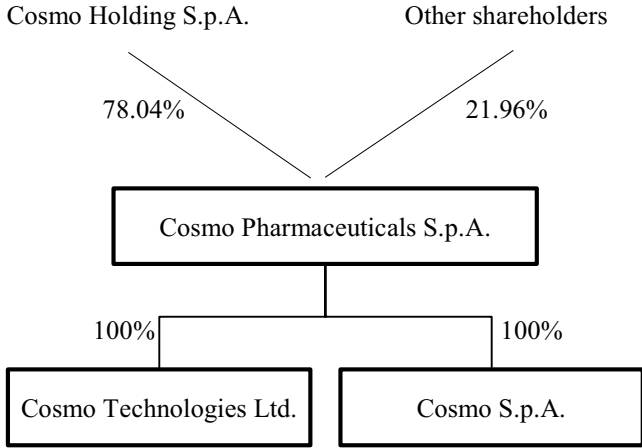 Cosmo Holding S.p.A.
Other shareholders
78.04%
21.96%
Cosmo Pharmaceuticals S.p.A.
100%
100%
Cosmo Technologies Ltd.
Cosmo S.p.A.